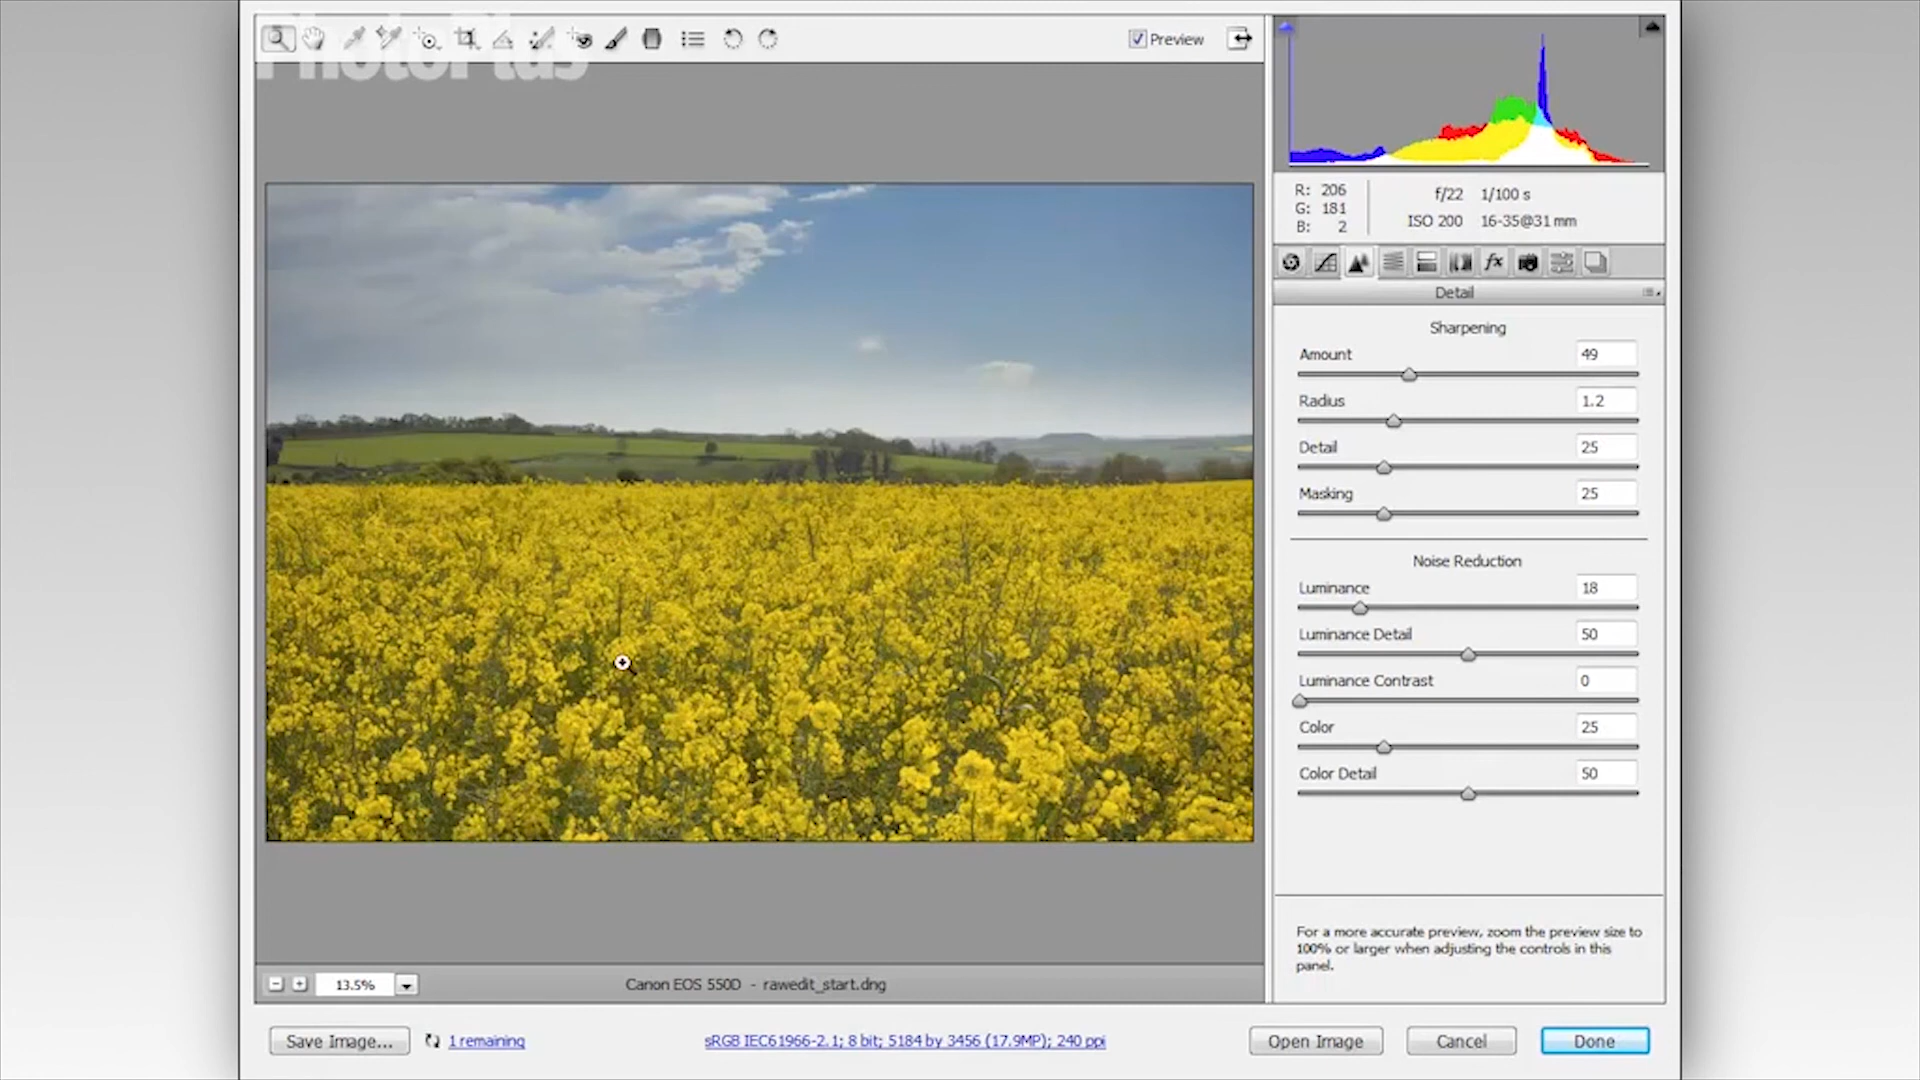 PhotoPlus
Preview
R: 206
G: 181
B: 2
f/22 1/100 s
ISO 200 16-35@31 mm
fx
Detail
Sharpening
Amount 49
Radius 1.2
Detail 25
Masking 25
Noise Reduction
Luminance 18
Luminance Detail 50
Luminance Contrast 0
Color 25
Color Detail 50
For a more accurate preview, zoom the preview size to
100% or larger when adjusting the controls in this
panel.
13.5% Canon EOS 550D - rawedit_start.dng
Save Image... 1 remaining sRGB IEC61966-2.1; 8 bit; 5184 by 3456 (17.9MP); 240 ppi Open Image Cancel Done